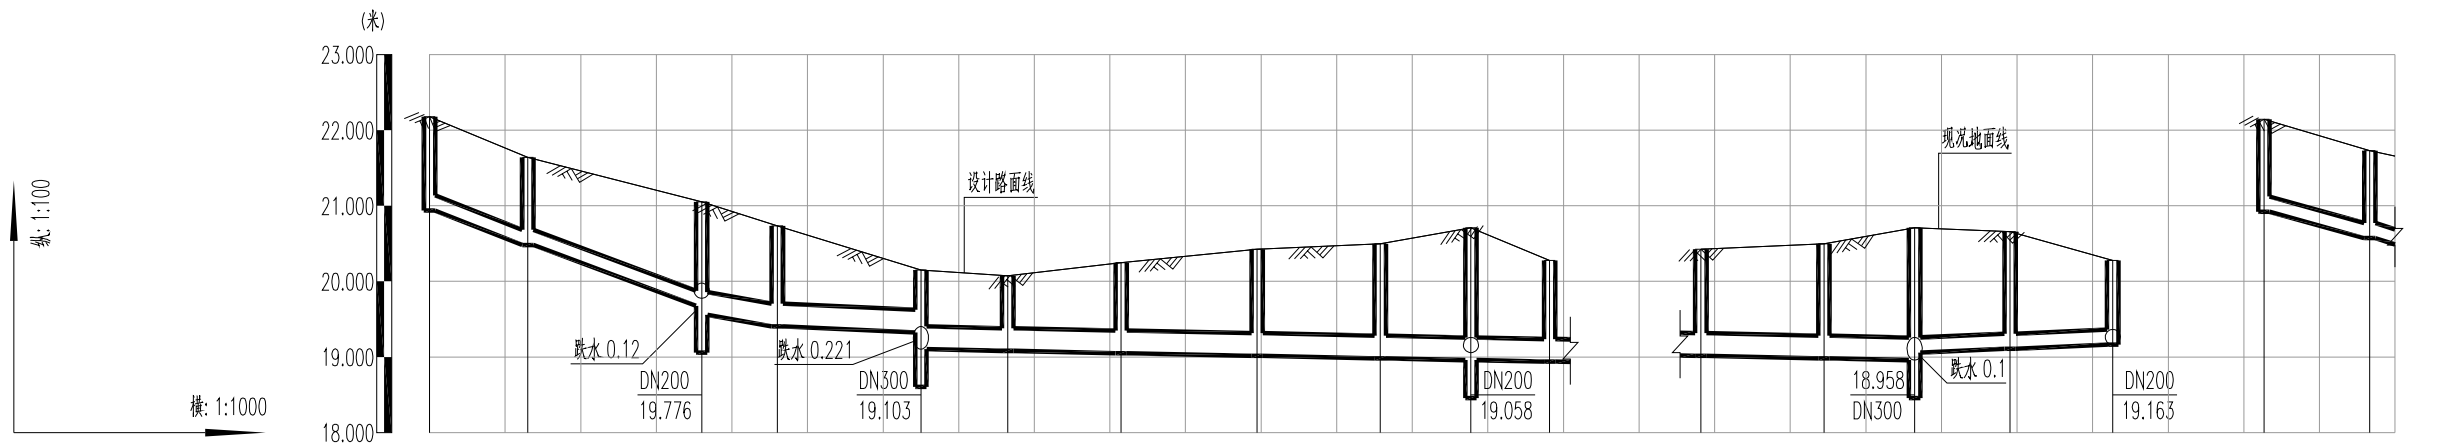 (米)
23.000
22.000
21.000
20.000
19.000
18.000
纵: 1:100
横: 1:1000
跌水 0.12
DN200
19.776
跌水 0.221
DN300
19.103
设计路面线
DN200
19.058
现况地面线
18.958
DN300
跌水 0.1
DN200
19.163